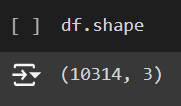 [ ] df.shape
(10314, 3)